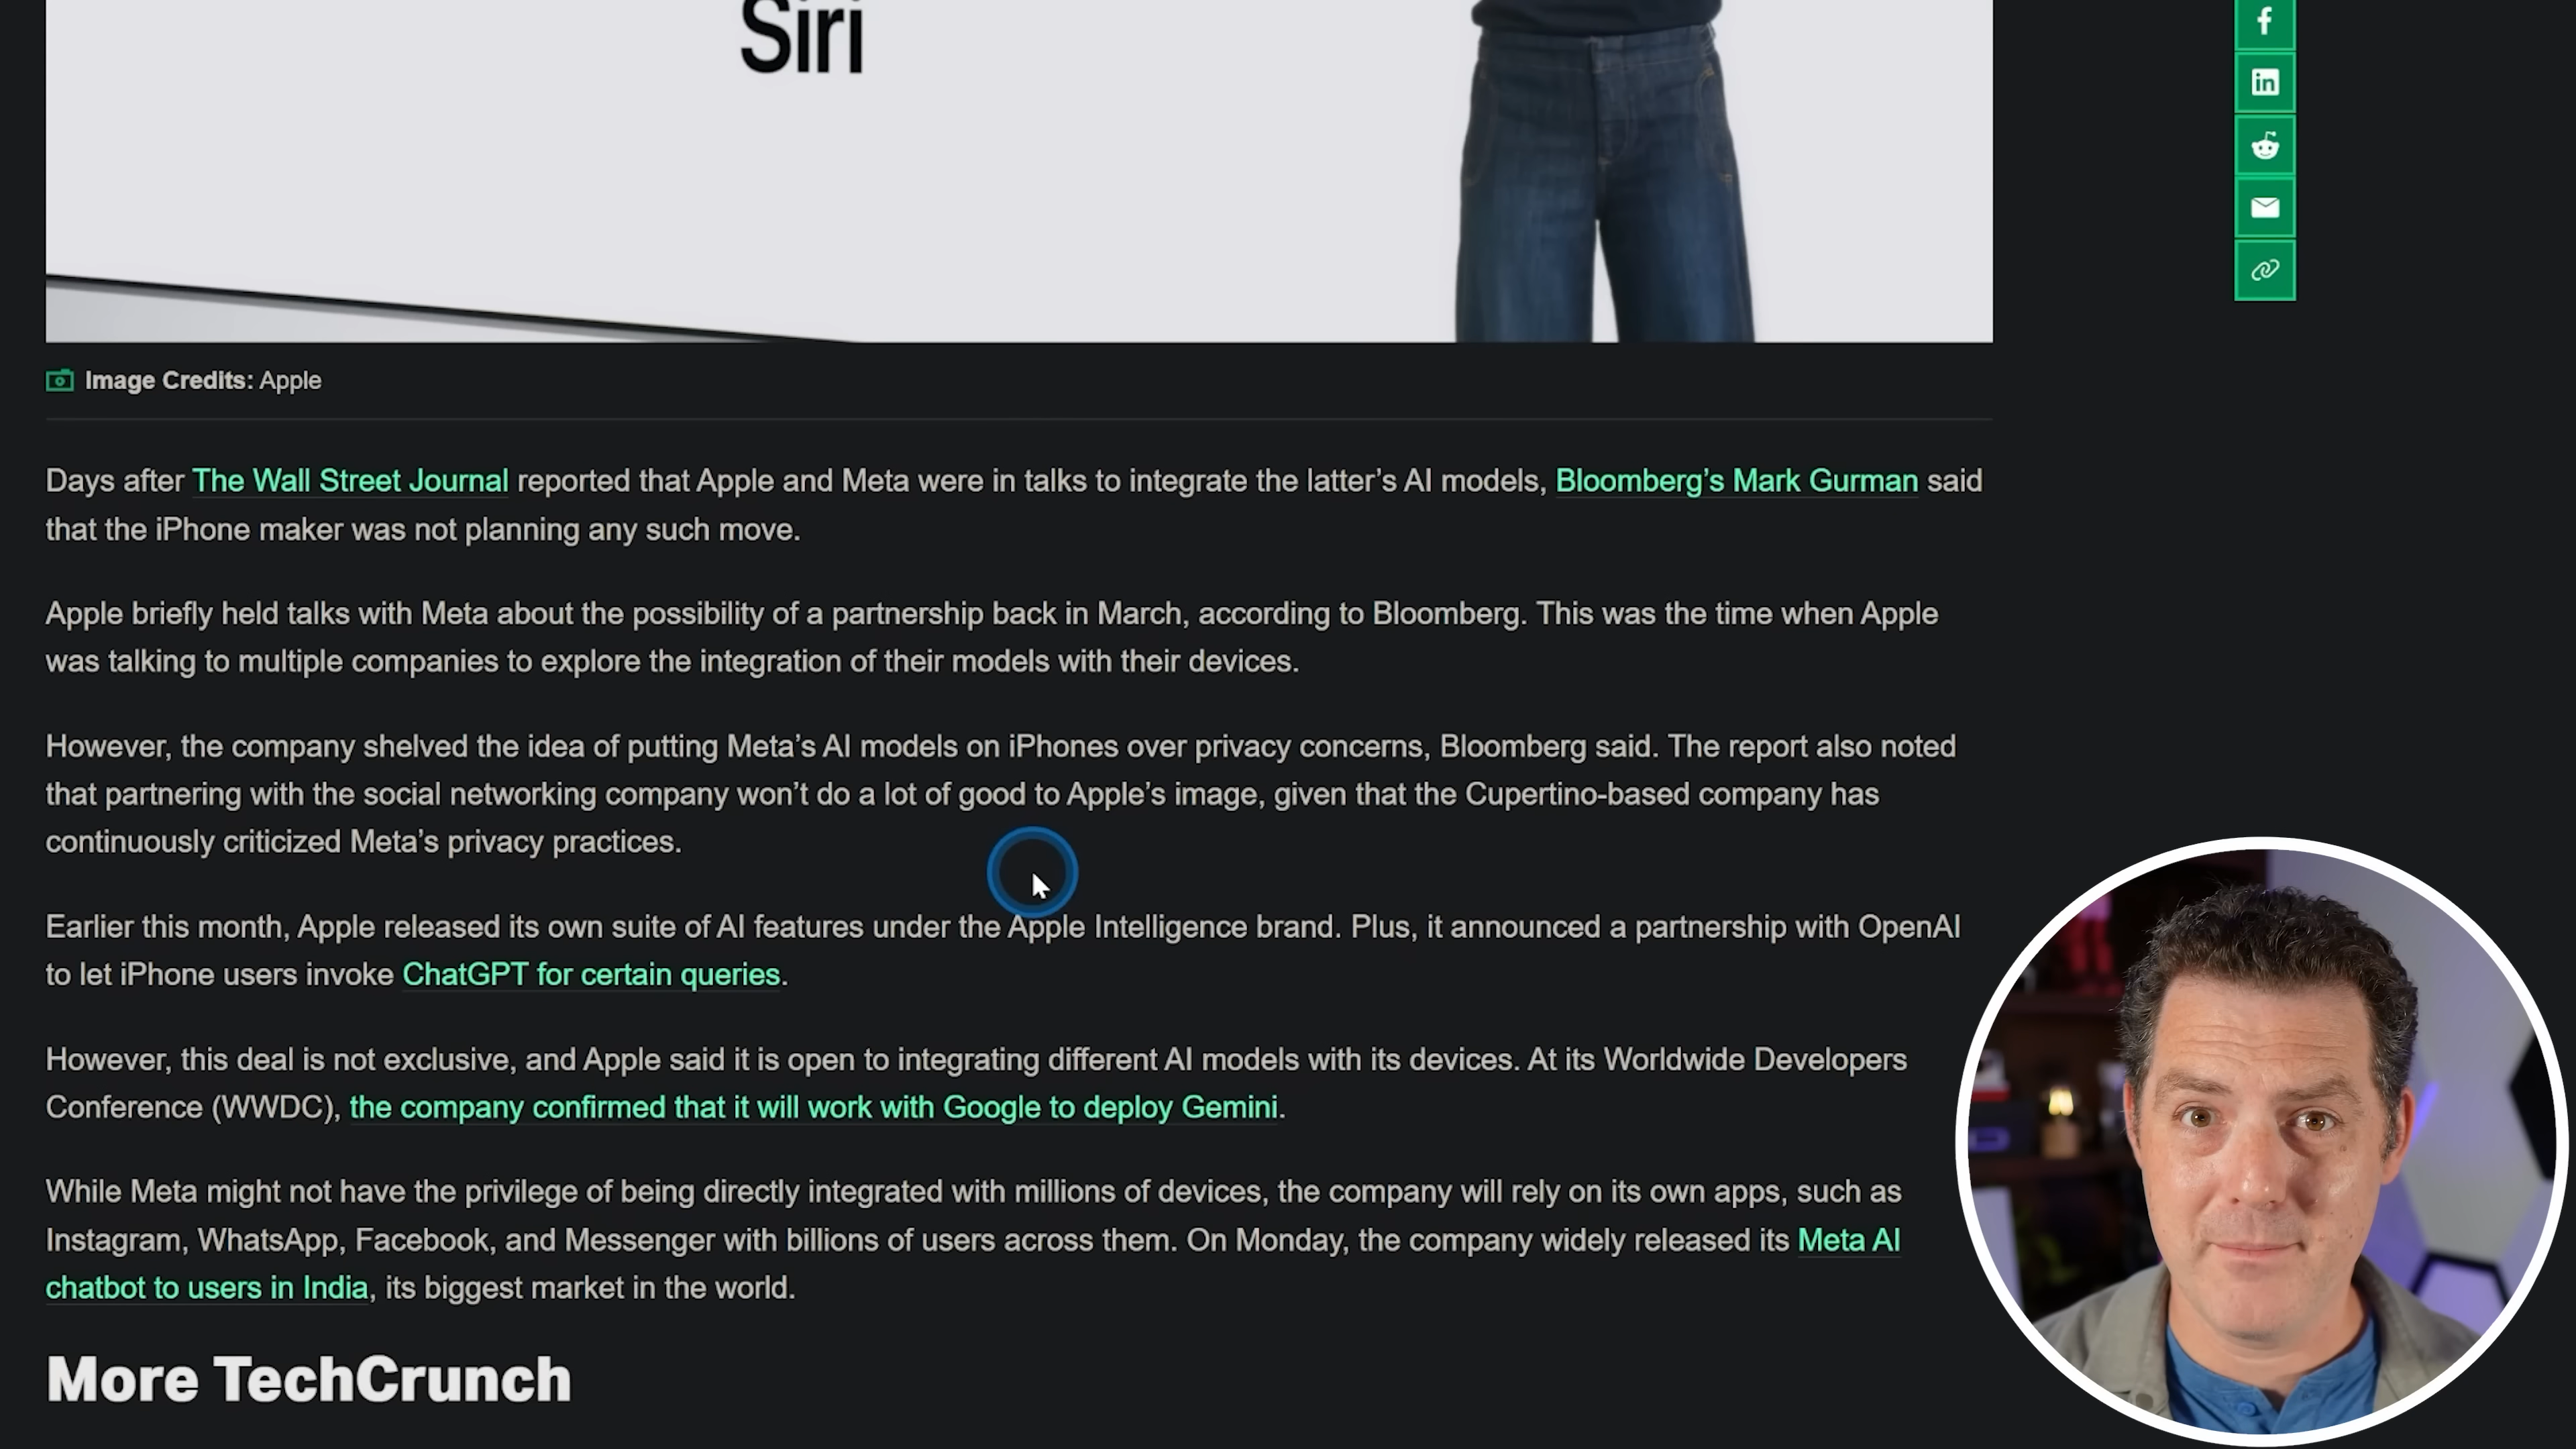 Siri
Image Credits: Apple
Days after The Wall Street Journal reported that Apple and Meta were in talks to integrate the latter’s AI models, Bloomberg’s Mark Gurman said
that the iPhone maker was not planning any such move.
Apple briefly held talks with Meta about the possibility of a partnership back in March, according to Bloomberg. This was the time when Apple
was talking to multiple companies to explore the integration of their models with their devices.
However, the company shelved the idea of putting Meta’s AI models on iPhones over privacy concerns, Bloomberg said. The report also noted
that partnering with the social networking company won’t do a lot of good to Apple’s image, given that the Cupertino-based company has
continuously criticized Meta’s privacy practices.
Earlier this month, Apple released its own suite of AI features under the Apple Intelligence brand. Plus, it announced a partnership with OpenAI
to let iPhone users invoke ChatGPT for certain queries.
However, this deal is not exclusive, and Apple said it is open to integrating different AI models with its devices. At its Worldwide Developers
Conference (WWDC), the company confirmed that it will work with Google to deploy Gemini.
While Meta might not have the privilege of being directly integrated with millions of devices, the company will rely on its own apps, such as
Instagram, WhatsApp, Facebook, and Messenger with billions of users across them. On Monday, the company widely released its Meta AI
chatbot to users in India, its biggest market in the world.
More TechCrunch